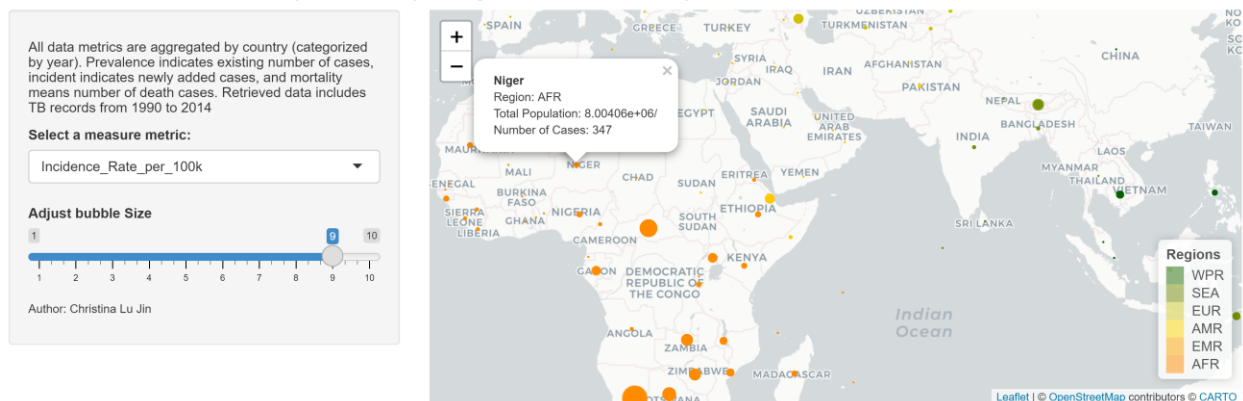 All data metrics are aggregated by country (categorized
by year). Prevalence indicates existing number of cases,
incident indicates newly added cases, and mortality
means number of death cases. Retrieved data includes
TB records from 1990 to 2014
Select a measure metric:
Incidence_Rate_per_100k
Adjust bubble Size
1 9 10
1 2 3 4 5 6 7 8 9 10
Author: Christina Lu Jin
+
−
Niger
×
Region: AFR
Total Population: 8.00406e+06/
Number of Cases: 347
SPAIN
GREECE
TURKEY
UZBEKISTAN
TURKMENISTAN
SYRIA
IRAQ
JORDAN
IRAN
AFGHANISTAN
PAKISTAN
CHINA
EGYPT
SAUDI
ARABIA
UNITED
ARAB
EMIRATES
NEPAL
BANGLADESH
INDIA
TAIWAN
LAOS
MYANMAR
THAILAND
VIETNAM
MALI
NIGER
CHAD
SUDAN
ERITREA
YEMEN
BURKINA
FASO
SIERRA
LEONE
LIBERIA
GHANA
NIGERIA
SOUTH
SUDAN
ETHIOPIA
SRI LANKA
CAMEROON
GABON
DEMOCRATIC
REPUBLIC OF
THE CONGO
KENYA
ANGOLA
ZAMBIA
ZIMBABWE
MADAGASCAR
Indian
Ocean
Regions
WPR
SEA
EUR
AMR
EMR
AFR
Leaflet | © OpenStreetMap contributors © CARTO